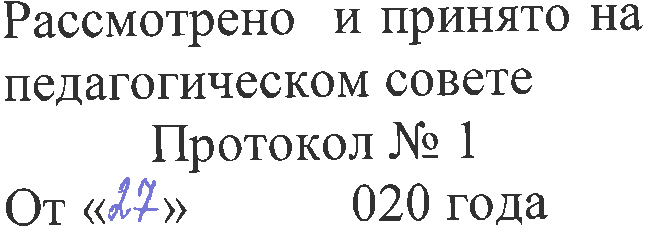 Рассмотрено и принято на
педагогическом совете
Протокол № 1
От «27» 020 года